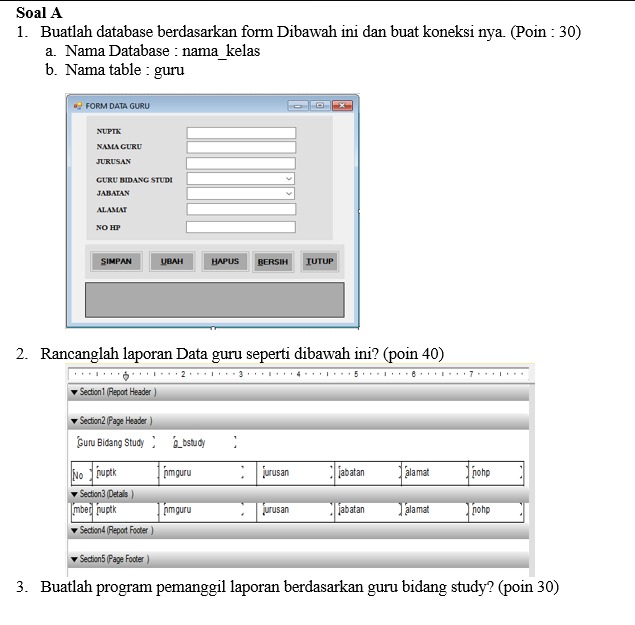 Soal A
1. Buatlah database berdasarkan form Dibawah ini dan buat koneksi nya. (Poin : 30)
a. Nama Database : nama_kelas
b. Nama table : guru
FORM DATA GURU
NUPTK
NAMA GURU
JURUSAN
GURU BIDANG STUDI
JABATAN
ALAMAT
NO HP
SIMPAN UBAH HAPUS BERSIH TUTUP
2. Rancanglah laporan Data guru seperti dibawah ini? (poin 40)
2 3 4 5 6 7
Section1 (Report Header )
Section2 (Page Header )
Guru Bidang Study g_bstudy
No nuptk nmguru jurusan jabatan alamat nohp
Section3 (Details )
mber nuptk nmguru jurusan jabatan alamat nohp
Section4 (Report Footer )
Section5 (Page Footer )
3. Buatlah program pemanggil laporan berdasarkan guru bidang study? (poin 30)